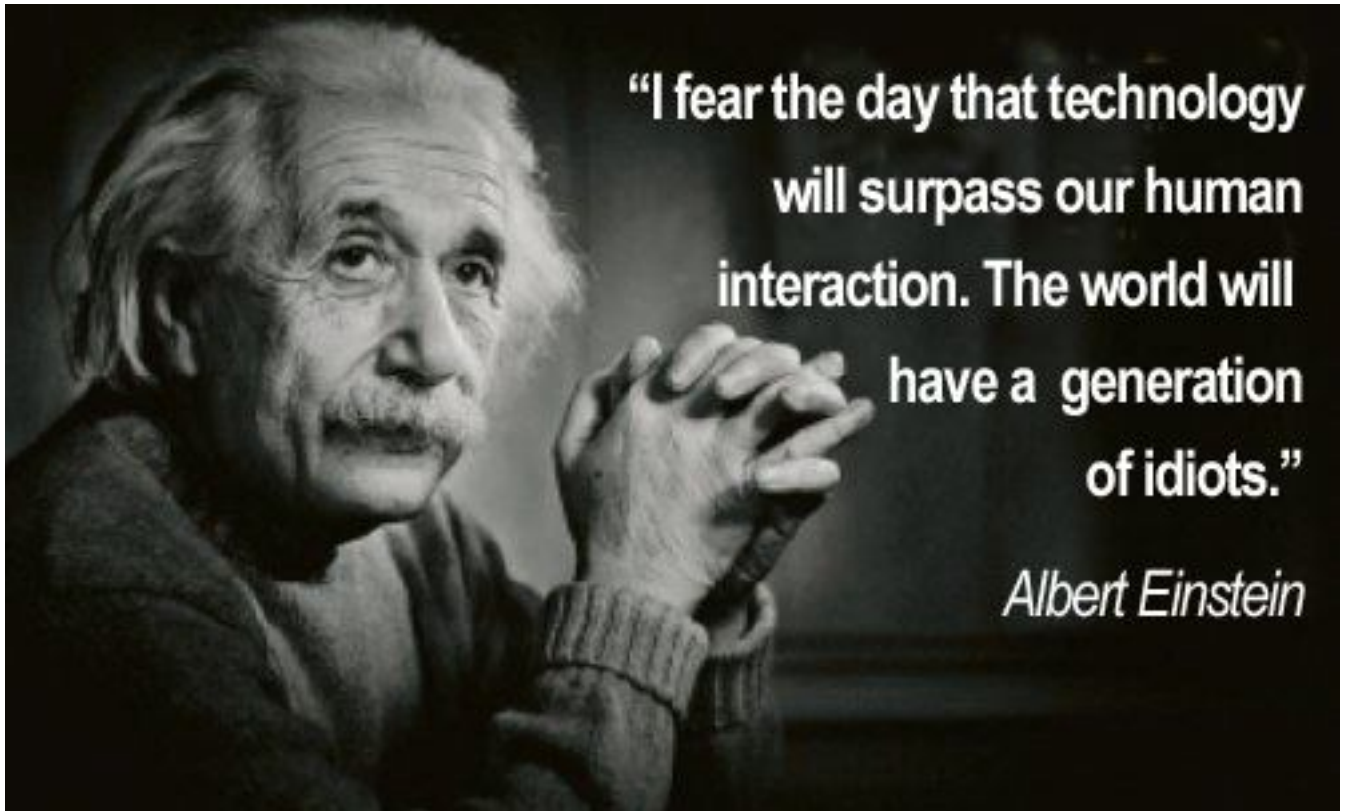 “I fear the day that technology
will surpass our human
interaction. The world will
have a generation
of idiots.”
Albert Einstein